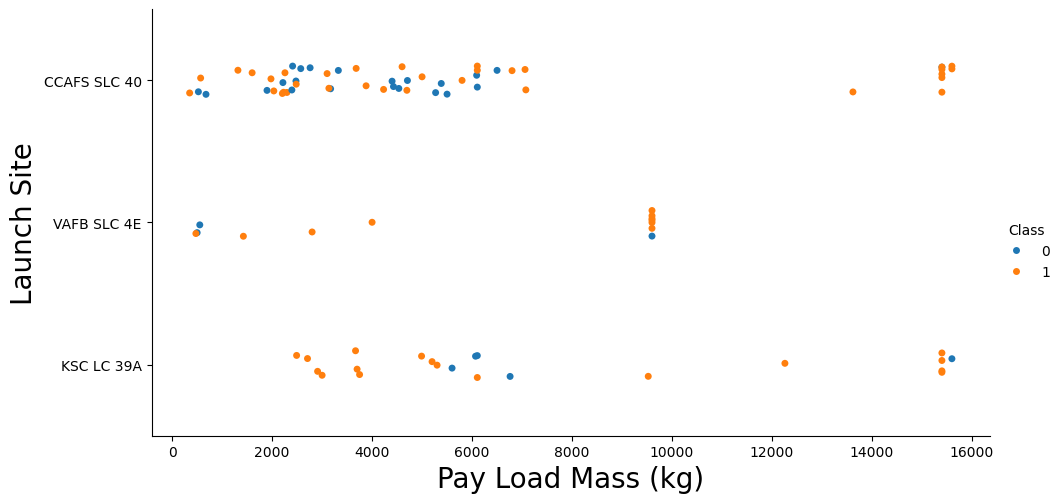 CCAFS SLC 40
VAFB SLC 4E
KSC LC 39A
Launch Site
0 2000 4000 6000 8000 10000 12000 14000 16000
Pay Load Mass (kg)
Class
0
1